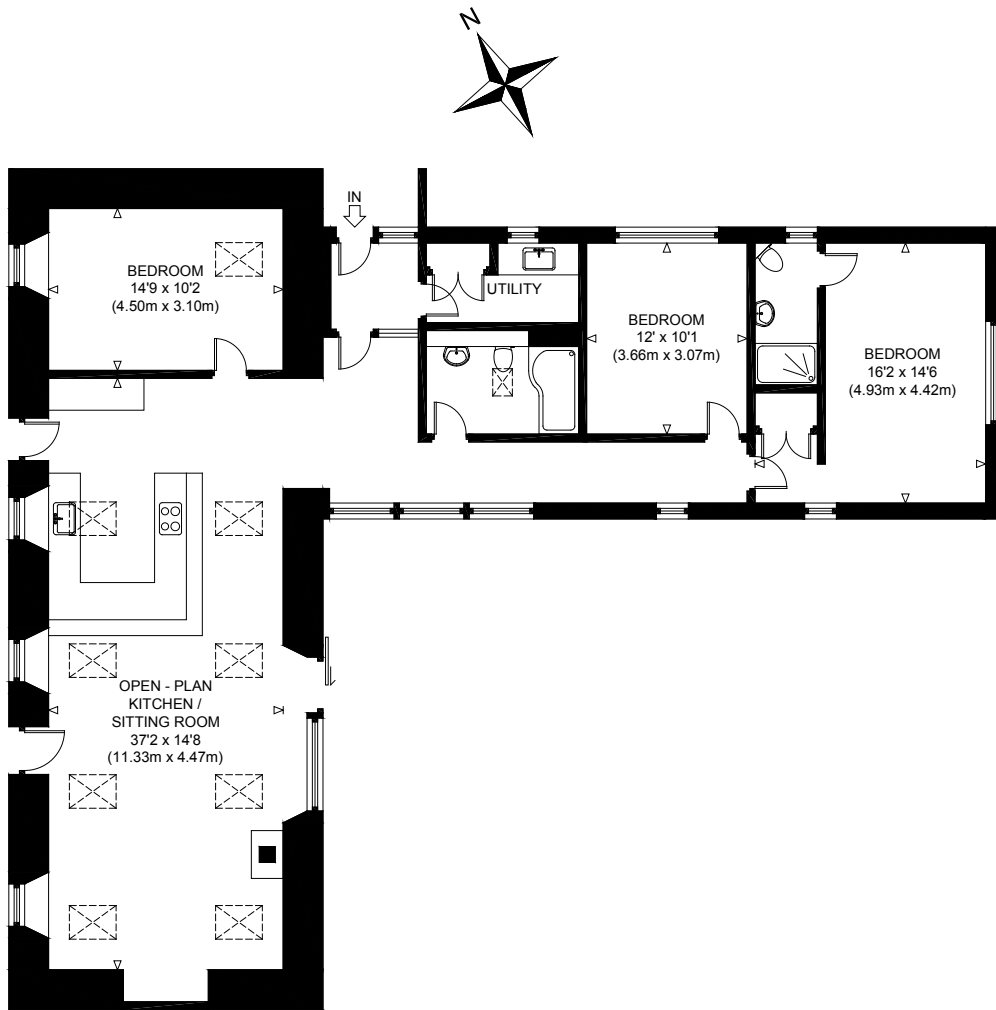 N
IN
BEDROOM
14'9 x 10'2
(4.50m x 3.10m)
UTILITY
BEDROOM
12' x 10'1
(3.66m x 3.07m)
BEDROOM
16'2 x 14'6
(4.93m x 4.42m)
OPEN - PLAN
KITCHEN /
SITTING ROOM
37'2 x 14'8
(11.33m x 4.47m)